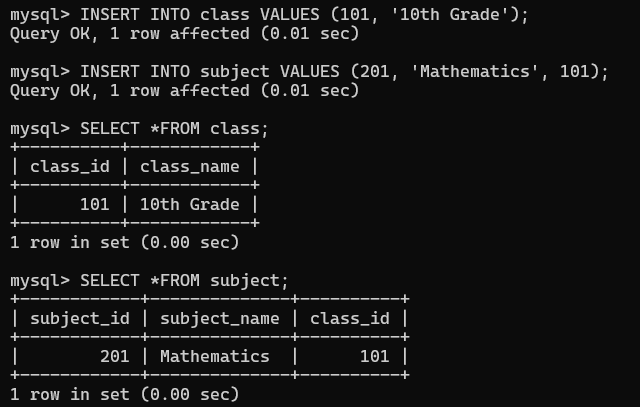 mysql> INSERT INTO class VALUES (101, '10th Grade');
Query OK, 1 row affected (0.01 sec)
mysql> INSERT INTO subject VALUES (201, 'Mathematics', 101);
Query OK, 1 row affected (0.01 sec)
mysql> SELECT *FROM class;
+----------+------------+
| class_id | class_name |
+----------+------------+
|      101 | 10th Grade |
+----------+------------+
1 row in set (0.00 sec)
mysql> SELECT *FROM subject;
+------------+--------------+----------+
| subject_id | subject_name | class_id |
+------------+--------------+----------+
|        201 | Mathematics  |      101 |
+------------+--------------+----------+
1 row in set (0.00 sec)